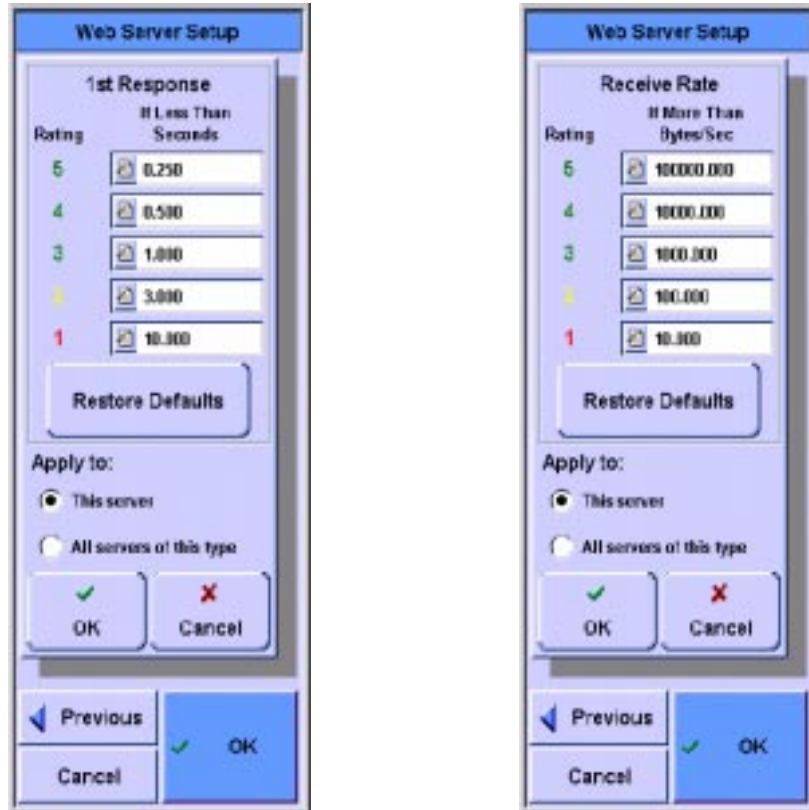 Web Server Setup
1st Response
If Less Than
Rating Seconds
5 0.250
4 0.500
3 1.000
2 3.000
1 10.000
Restore Defaults
Apply to:
This server
All servers of this type
OK Cancel
Previous
OK
Cancel
Web Server Setup
Receive Rate
If More Than
Rating Bytes/Sec
5 100000.000
4 10000.000
3 1000.000
2 100.000
1 10.000
Restore Defaults
Apply to:
This server
All servers of this type
OK Cancel
Previous
OK
Cancel